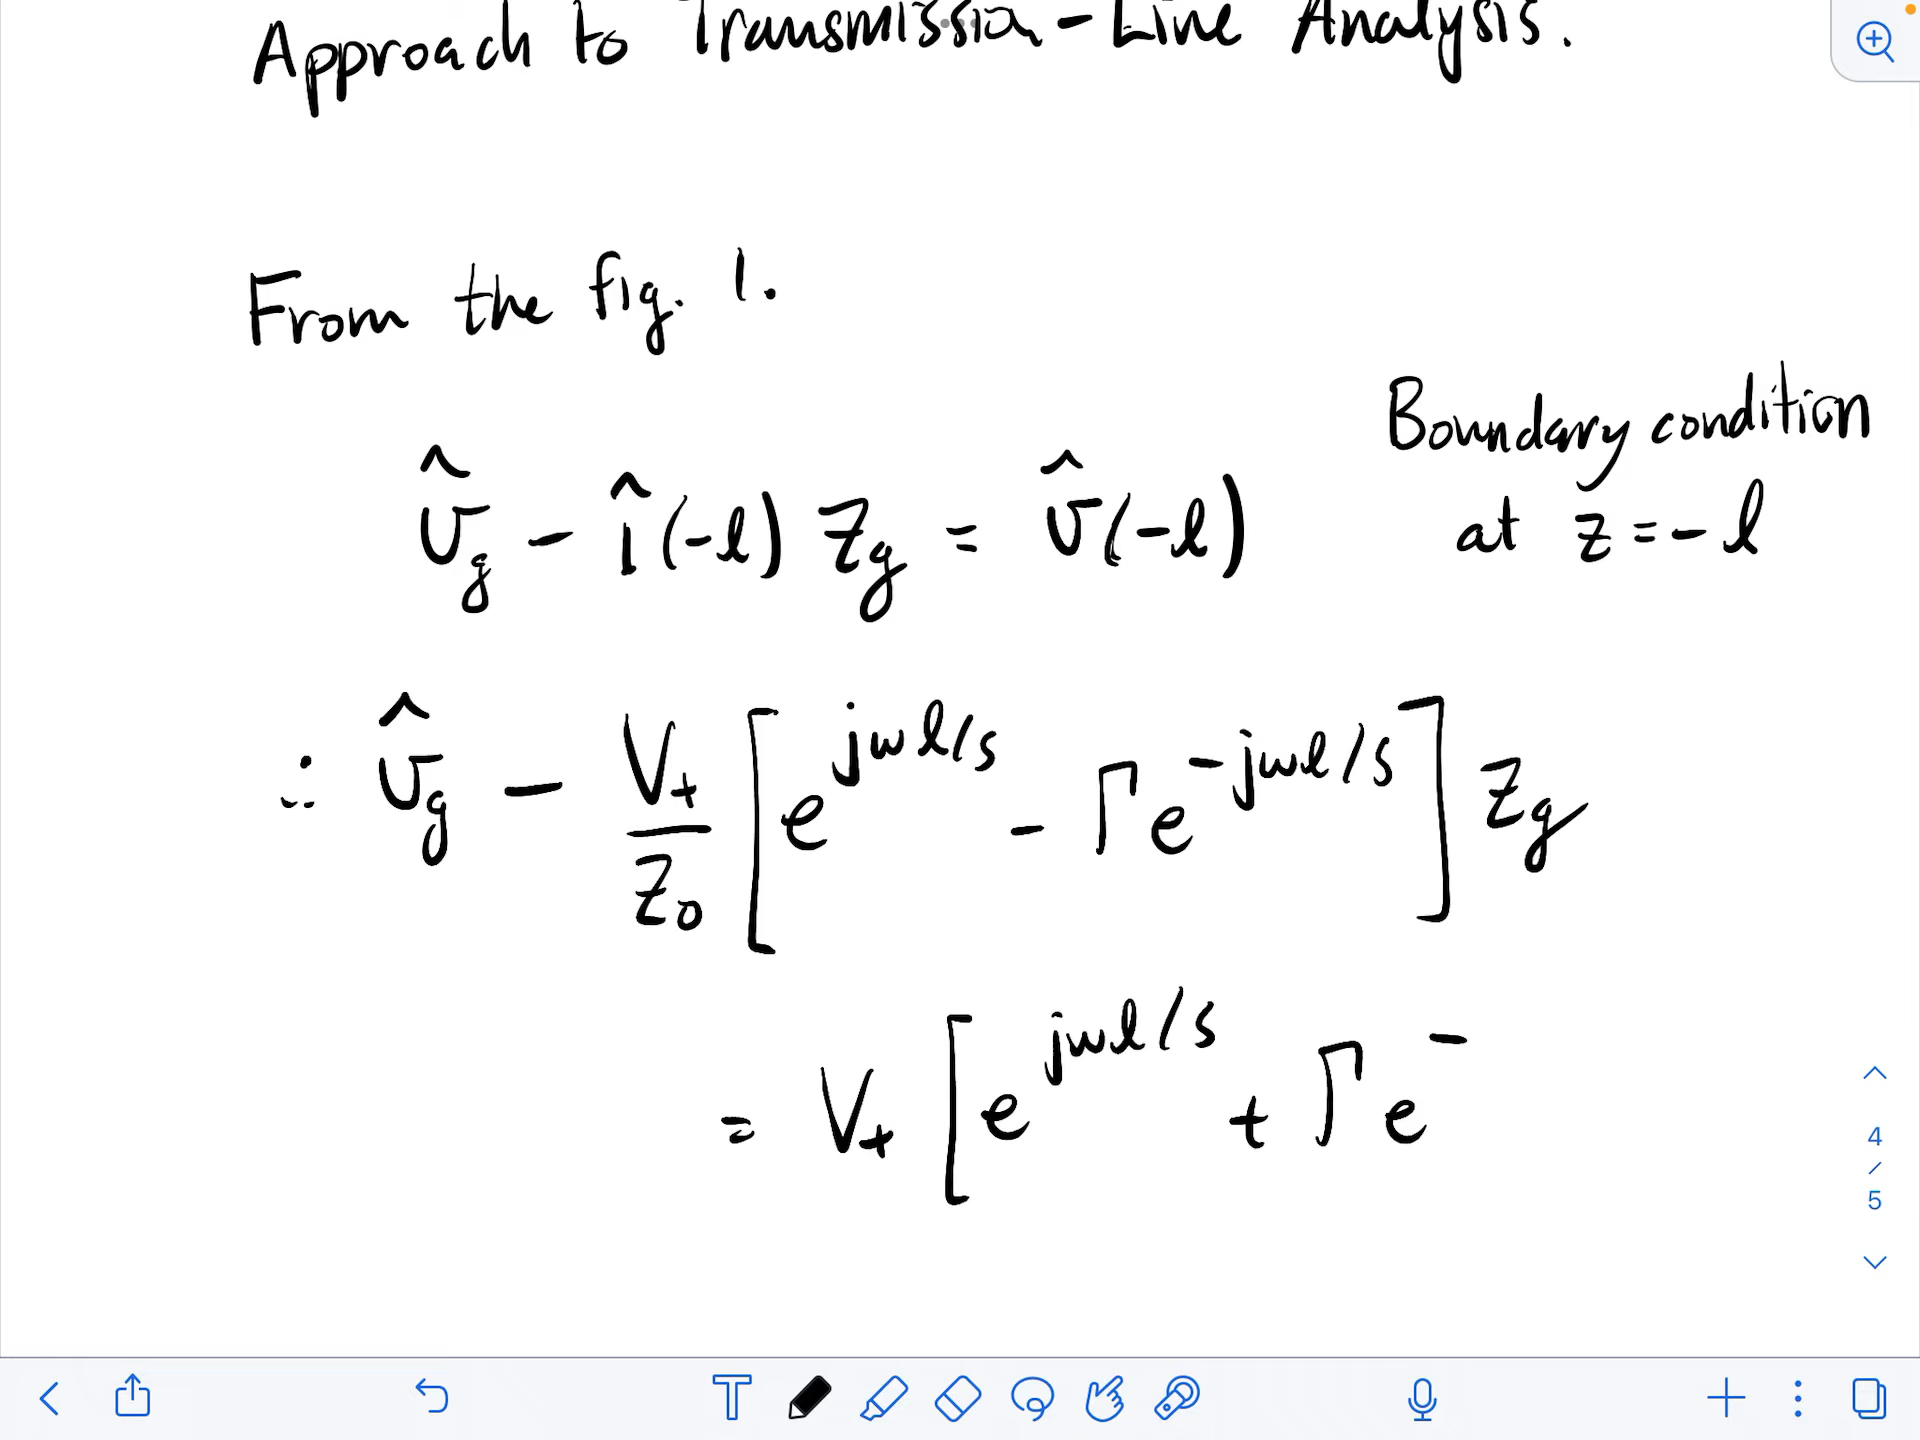 Approach to Transmission-Line Analysis.
From the fig. 1.
Boundary condition
at z = -l
v̂g - î(-l) Zg = v̂(-l)
∴ v̂g - V+/Z0 [e^jωl/s - Γe^-jωl/s] Zg
= V+ [e^jωl/s + Γe^-
4
/
5
T